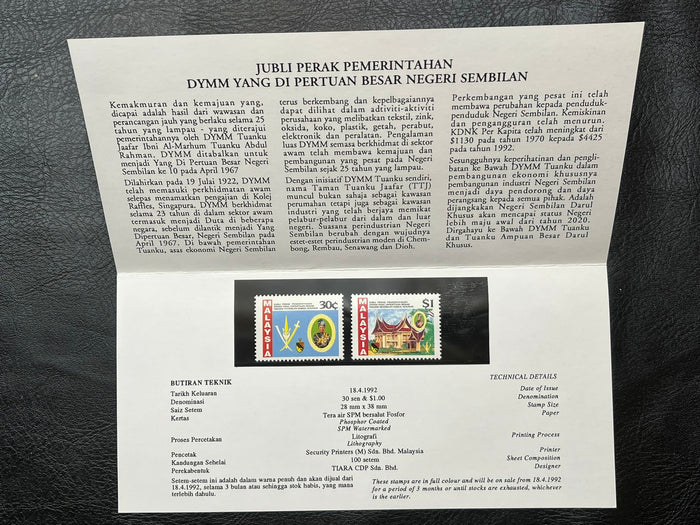 JUBLI PERAK PEMERINTAHAN
DYMM YANG DI PERTUAN BESAR NEGERI SEMBILAN
Kemakmuran dan kemajuan yang,
dicapai adalah hasil dari wawasan dan
perancangan jauh yang berlaku selama 25
tahun yang lampau - yang diterajui
pemerintahannya oleh DYMM Tuanku
Jaafar Ibni Al-Marhum Tuanku Abdul
Rahman. DYMM ditabalkan untuk
menjadi Yang Di Pertuan Besar Negeri
Sembilan ke 10 pada April 1967
Dilahirkan pada 19 Julai 1922, DYMM
telah memasuki perkhidmatan awam
selepas menamatkan pengajian di Kolej
Raffles, Singapura. DYMM berkhidmat
selama 23 tahun di dalam sektor awam
termasuk menjadi Duta di beberapa
negara, sebelum dilantik menjadi Yang
Dipertuan Besar, Negeri Sembilan pada
April 1967. Di bawah pemerintahan
Tuanku, asas ekonomi Negeri Sembilan
terus berkembang dan kepelbagaiannya
dapat dilihat dalam adtiviti-aktiviti
perusahaan yang melibatkan tekstil, zink,
oksida, koko, plastik, getah, perabut,
elektronik dan peralatan. Pengalaman
luas DYMM semasa berkhidmat di sektor
awam telah membawa kemajuan dan
pembangunan yang pesat pada Negeri
Sembilan sejak 25 tahun yang lampau.
Dengan inisiatif DYMM Tuanku sendiri,
nama Taman Tuanku Jaafar (TTJ)
muncul bukan sahaja sebagai kawasan
perumahan tetapi juga sebagai kawasan
industri yang telah berjaya memikat
pelabur-pelabur dari dalam dan luar
negeri. Suasana perindustrian Negeri
Sembilan berubah dengan wujudnya
estet-estet perindustrian moden di Chem-
bong, Rembau, Senawang dan Dioh.
Perkembangan yang pesat ini telah
membawa perubahan kepada penduduk-
penduduk Negeri Sembilan. Kemiskinan
dan pengangguran telah menurun.
KDNK Per Kapita telah meningkat dari
$1130 pada tahun 1970 kepada $4425
pada tahun 1992.
Sesungguhnya keperihatinan dan penglib-
atan ke Bawah DYMM Tuanku dalam
pembangunan ekonomi khususnya
pembangunan industri Negeri Sembilan
telah menjadi daya pendorong dan daya
perangsang kepada semua pihak. Adalah
dijangkakan Negeri Sembilan Darul
Khusus akan mencapai status Negeri
lebih maju awal dari tahun 2020.
Dirgahayu ke Bawah DYMM Tuanku
dan Tuanku Ampuan Besar Darul
Khusus.
30¢
MALAYSIA
$1
MALAYSIA
BUTIRAN TEKNIK
TECHNICAL DETAILS
Tarikh Keluaran 18.4.1992 Date of Issue
Denominasi 30 sen & $1.00 Denomination
Saiz Setem 28 mm x 38 mm Stamp Size
Kertas Tera air SPM bersalut Fosfor Paper
Phosphor Coated
SPM Watermarked
Proses Percetakan Litografi Printing Process
Lithography
Pencetak Security Printers (M) Sdn. Bhd. Malaysia Printer
Kandungan Sehelai 100 setem Sheet Composition
Perekabentuk TIARA CDP Sdn. Bhd. Designer
Setem-setem ini adalah dalam warna penuh dan akan dijual dari
18.4.1992, selama 3 bulan atau sehingga stok habis, yang mana
terlebih dahulu.
These stamps are in full colour and will be on sale from 18.4.1992
for a period of 3 months or until stocks are exhausted, whichever
is the earlier.